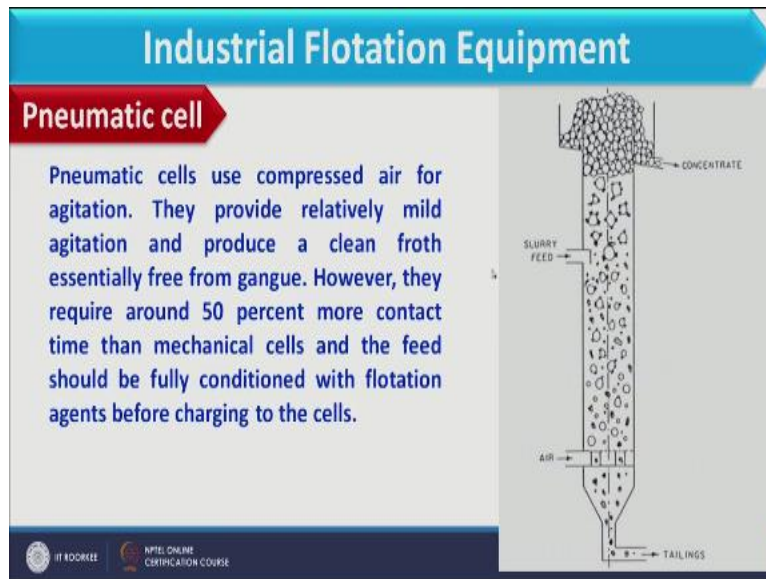 Industrial Flotation Equipment
Pneumatic cell
Pneumatic cells use compressed air for
agitation. They provide relatively mild
agitation and produce a clean froth
essentially free from gangue. However, they
require around 50 percent more contact
time than mechanical cells and the feed
should be fully conditioned with flotation
agents before charging to the cells.
CONCENTRATE
SLURRY
FEED
AIR
TAILINGS
IIT ROORKEE
NPTEL ONLINE
CERTIFICATION COURSE